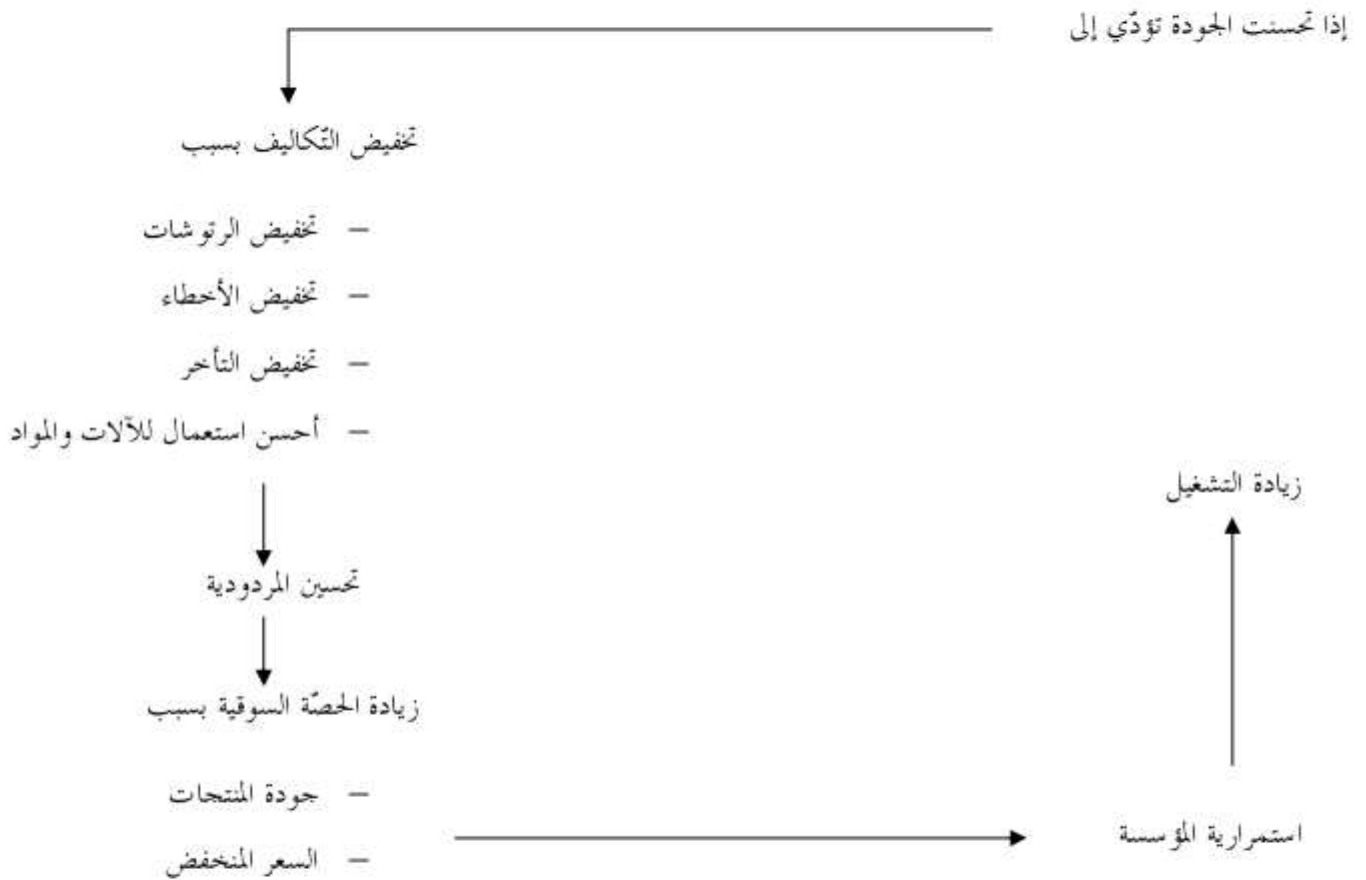 إذا تحسنت الجودة تؤدّي إلى
تخفيض التّكاليف بسبب
– تخفيض الرتوشات
– تخفيض الأخطاء
– تخفيض التأخر
– أحسن استعمال للآلات والمواد
تحسين المردودية
زيادة الحصّة السوقية بسبب
– جودة المنتجات
– السعر المنخفض
استمرارية المؤسسة
زيادة التشغيل